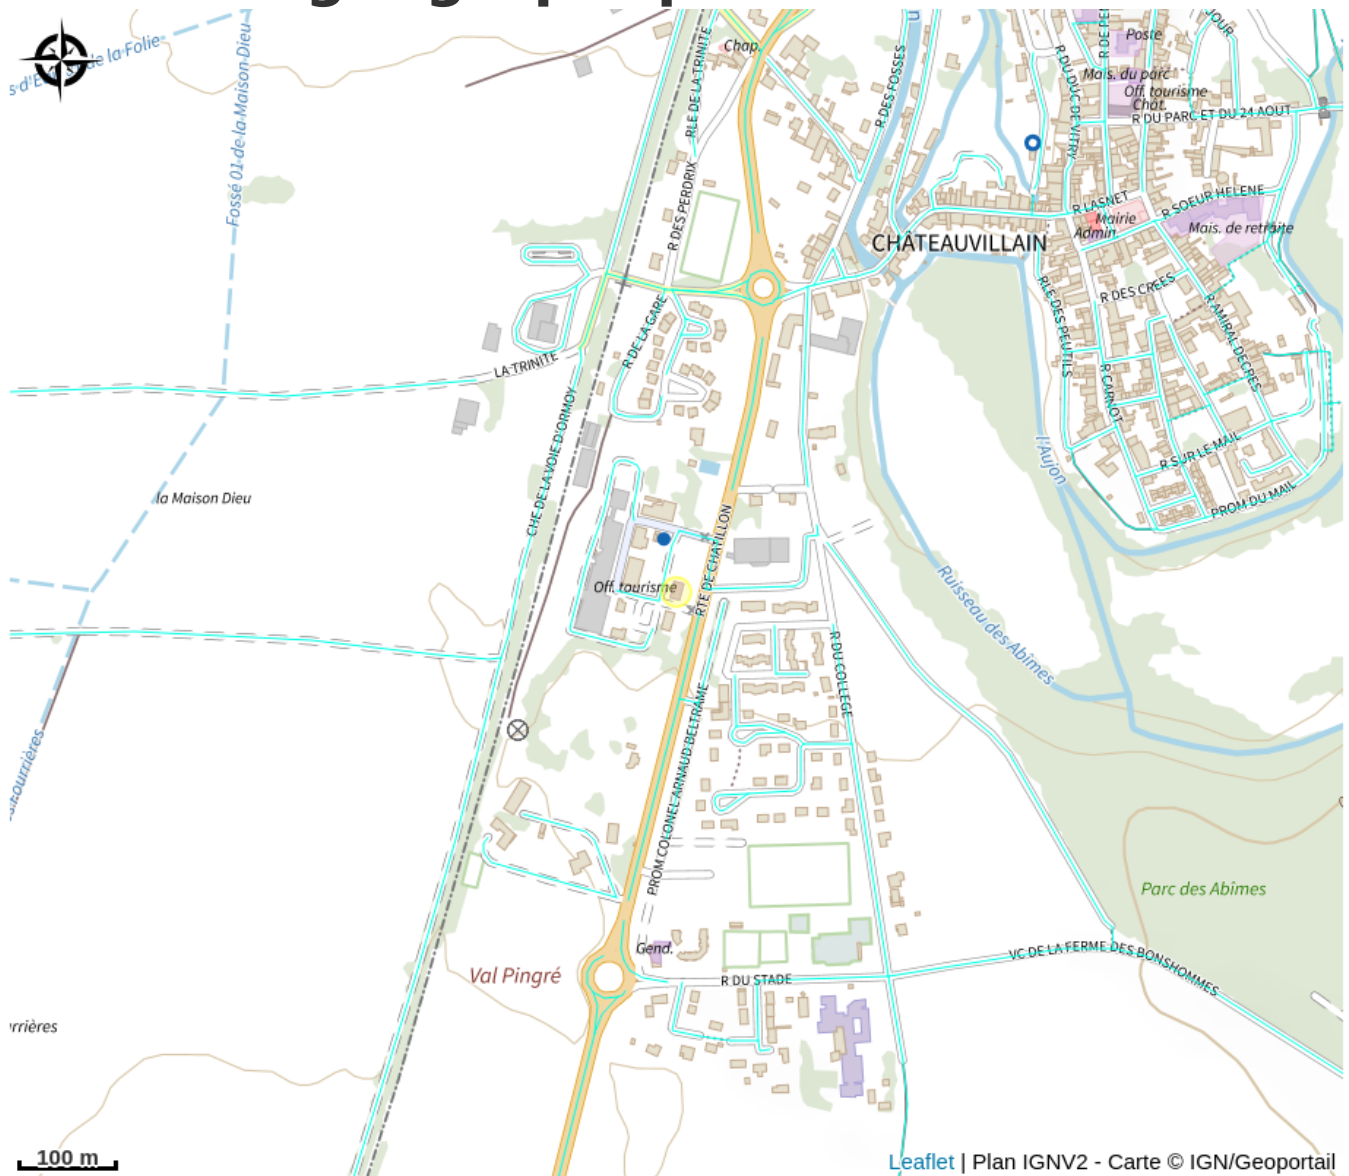 de la Folie
Fossé 01 de la Maison Dieu
RLE DE LA TRINITE
Chap.
R DES FOSSES
R DU DUC DE VITRY
Poste
Mais. du parc
Off. tourisme
Chât.
R DU PARC ET DU 24 AOUT
R DES PERDRIX
CHÂTEAUVILLAIN
R LASNET
Mairie
Admin.
R SOEUR HELENE
Mais. de retraite
R DES CREES
RLE DES PEUTILS
R AMIRAL DECRES
R DE LA GARE
LA TRINITE
R CARNOT
CHE DE LA VOIE D'ORMOY
l'Aujon
R SUR LE MAIL
PROM DU MAIL
la Maison Dieu
RTE DE CHATILLON
Off. tourisme
Ruisseau des Abîmes
R DU COLLEGE
PROM COLONEL ARNAUD BELTRAME
Parc des Abîmes
Gend.
VC DE LA FERME DES BONSHOMMES
Val Pingré
R DU STADE
100 m
Leaflet | Plan IGNV2 - Carte © IGN/Geoportail